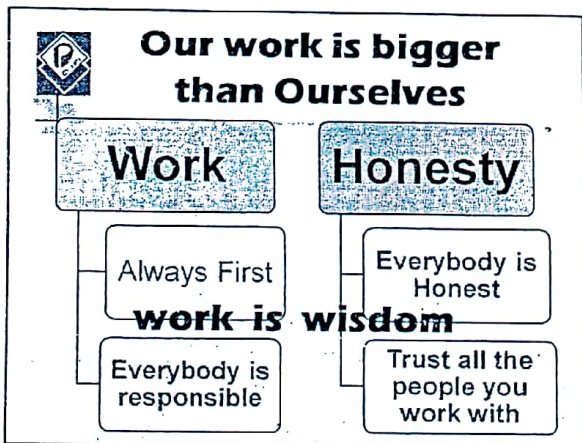 Our work is bigger
than Ourselves
Work
Always First
Everybody is
responsible
Honesty
Everybody is
Honest
Trust all the
people you
work with
work is wisdom